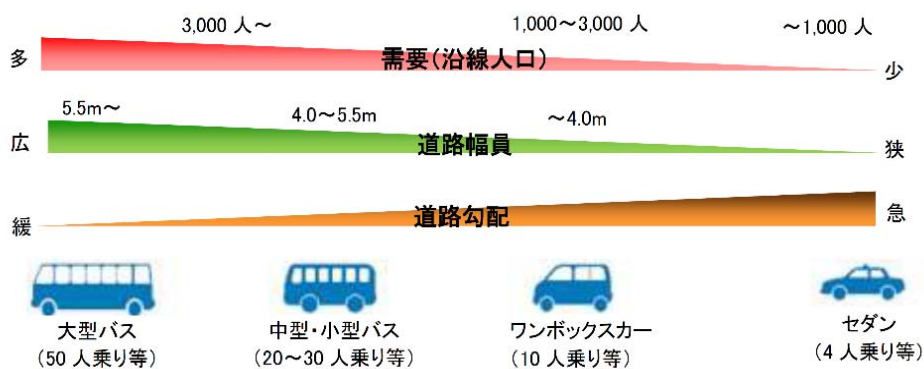 3,000 人～ 1,000～3,000 人 ～1,000 人
多 需要(沿線人口) 少
5.5m～ 4.0～5.5m ～4.0m
広 道路幅員 狭
緩 道路勾配 急
大型バス 中型・小型バス ワンボックスカー セダン
(50 人乗り等) (20～30 人乗り等) (10 人乗り等) (4 人乗り等)